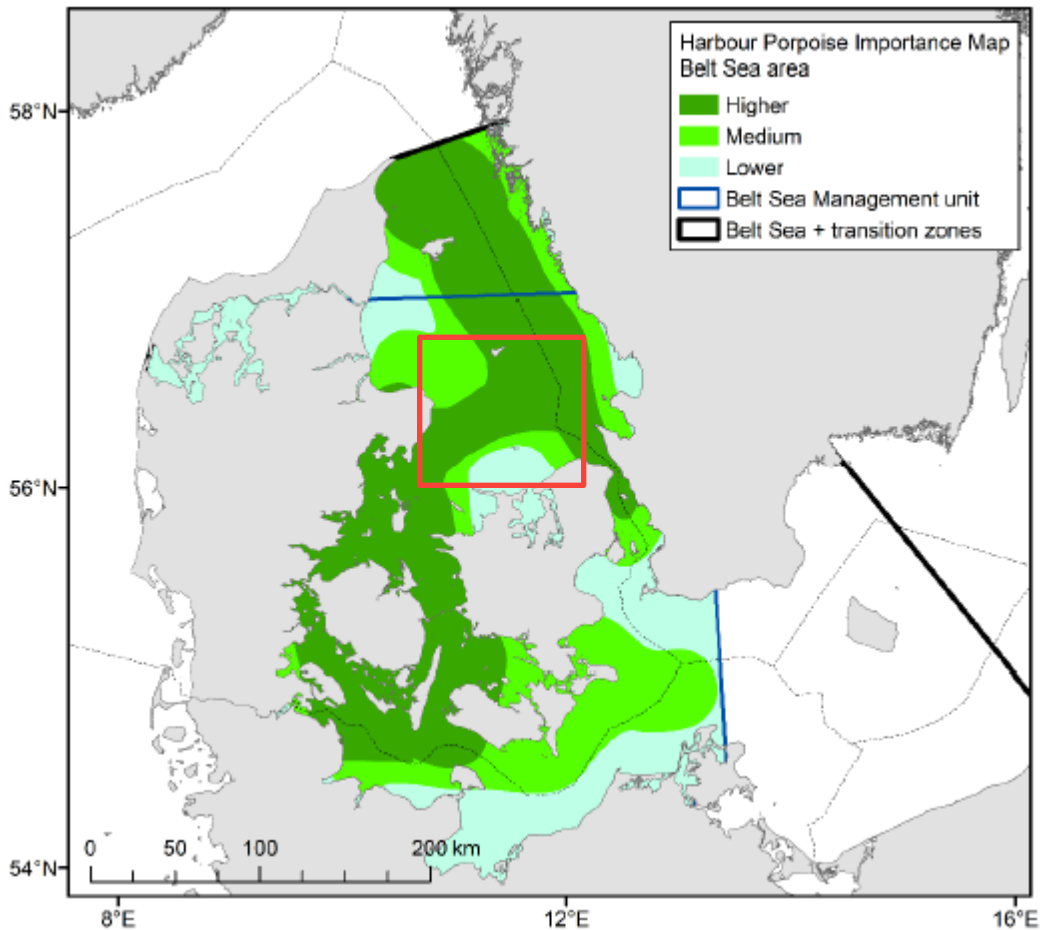 Harbour Porpoise Importance Map
Belt Sea area
Higher
Medium
Lower
Belt Sea Management unit
Belt Sea + transition zones
58°N
56°N
54°N
0 50 100 200 km
8°E 12°E 16°E